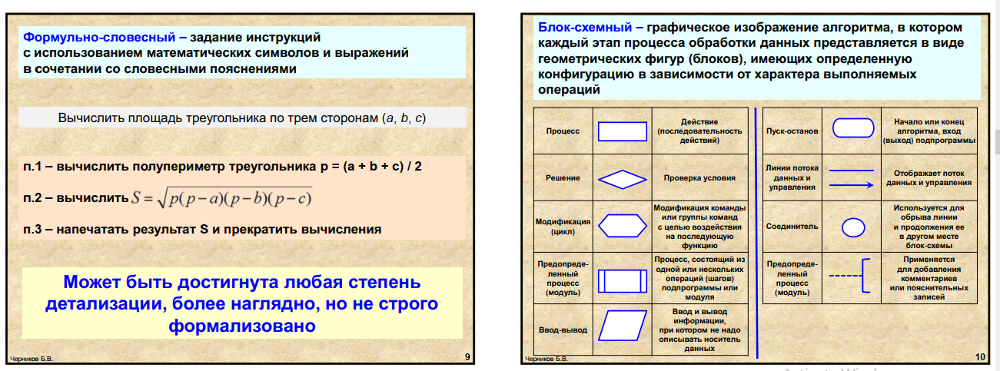 Формульно-словесный – задание инструкций
с использованием математических символов и выражений
в сочетании со словесными пояснениями
Вычислить площадь треугольника по трем сторонам (a, b, c)
п.1 – вычислить полупериметр треугольника p = (a + b + c) / 2
п.2 – вычислить S = √p(p − a)(p − b)(p − c)
п.3 – напечатать результат S и прекратить вычисления
Может быть достигнута любая степень
детализации, более наглядно, но не строго
формализовано
Черников Б.В.
9
Блок-схемный – графическое изображение алгоритма, в котором
каждый этап процесса обработки данных представляется в виде
геометрических фигур (блоков), имеющих определенную
конфигурацию в зависимости от характера выполняемых
операций
Процесс
Действие
(последовательность
действий)
Решение
Проверка условия
Модификация
(цикл)
Модификация команды
или группы команд
с целью воздействия
на последующую
функцию
Предопреде-
ленный
процесс
(модуль)
Процесс, состоящий из
одной или нескольких
операций (шагов)
подпрограммы или
модуля
Ввод-вывод
Ввод и вывод
информации,
при котором не надо
описывать носитель
данных
Пуск-останов
Начало или конец
алгоритма, вход
(выход) подпрограммы
Линии потока
данных и
управления
Отображает поток
данных и управления
Соединитель
Используется для
обрыва линии
и продолжения ее
в другом месте
блок-схемы
Предопреде-
ленный
процесс
(модуль)
Применяется
для добавления
комментариев
или пояснительных
записей
Черников Б.В.
10